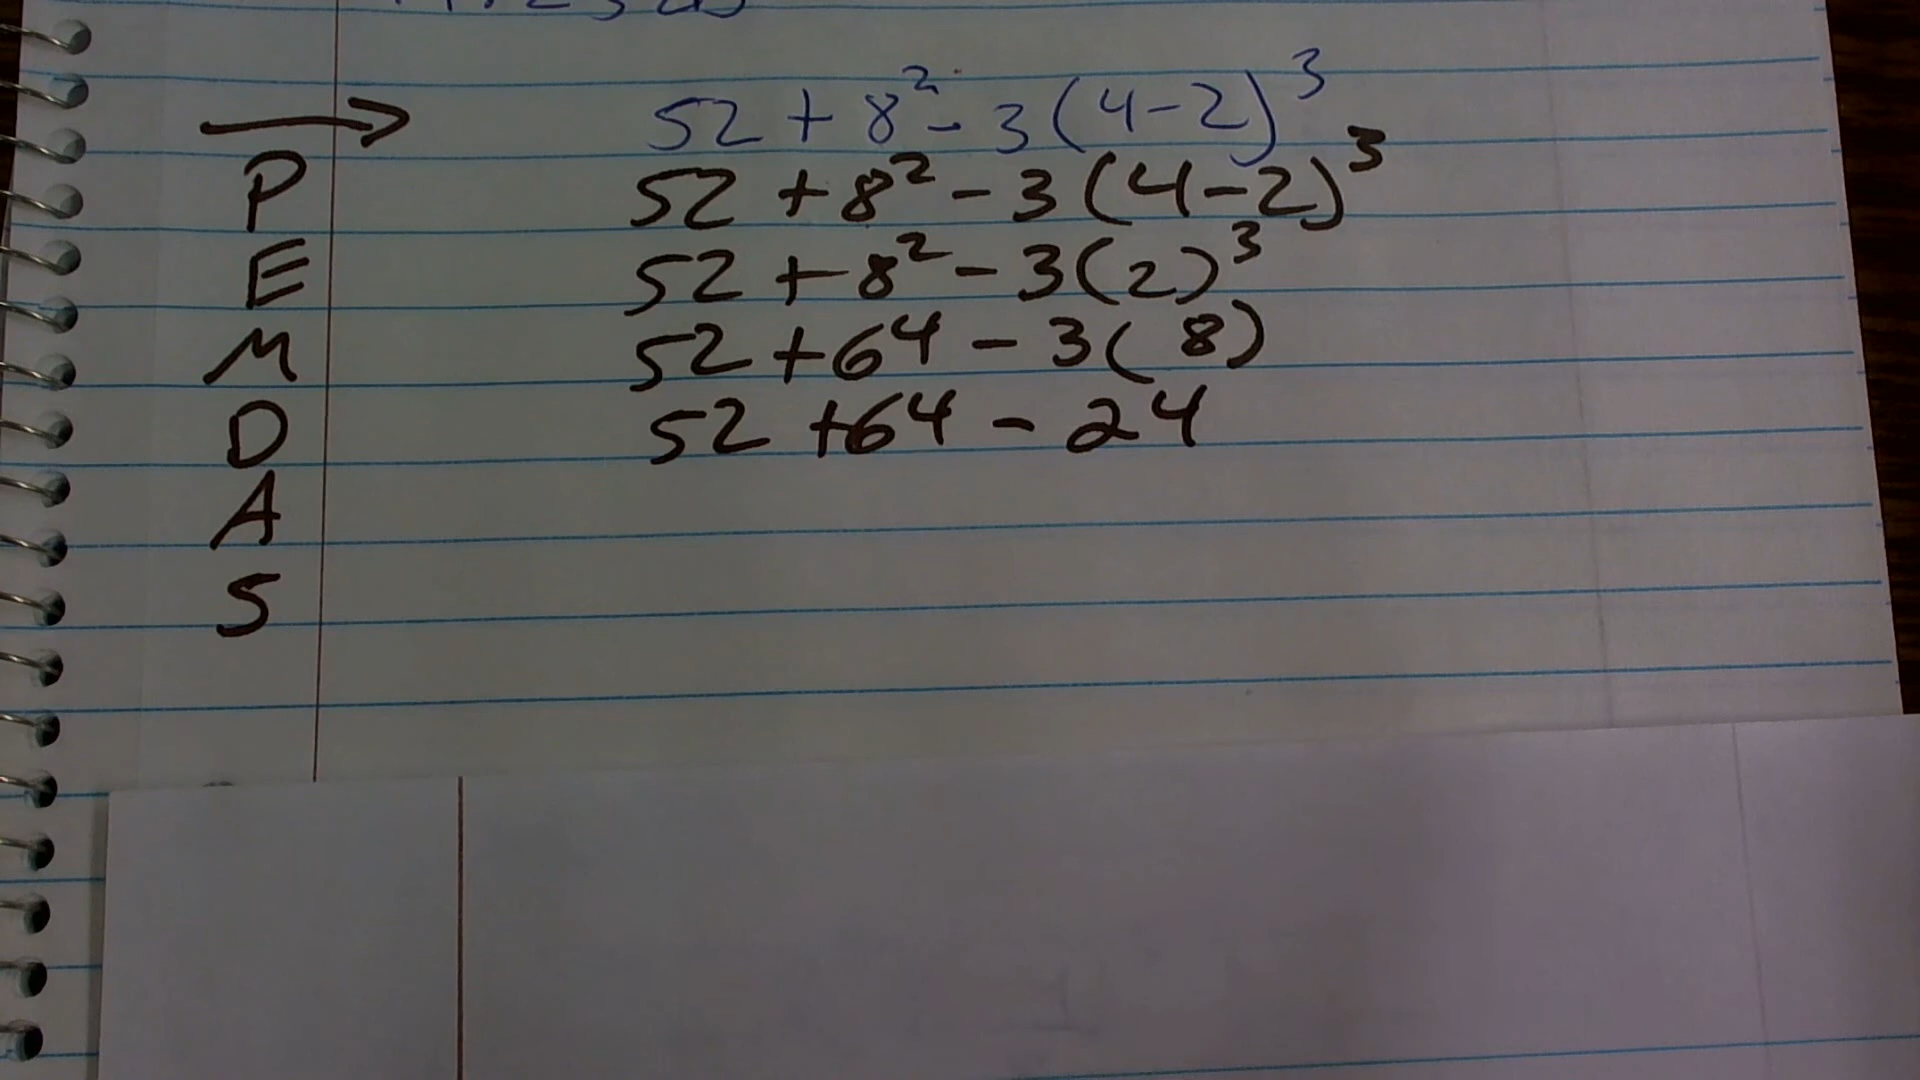 52 + 8² - 3(4-2)³
P 52 + 8² - 3(4-2)³
E 52 + 8² - 3(2)³
M 52 + 64 - 3(8)
D 52 + 64 - 24
A
S